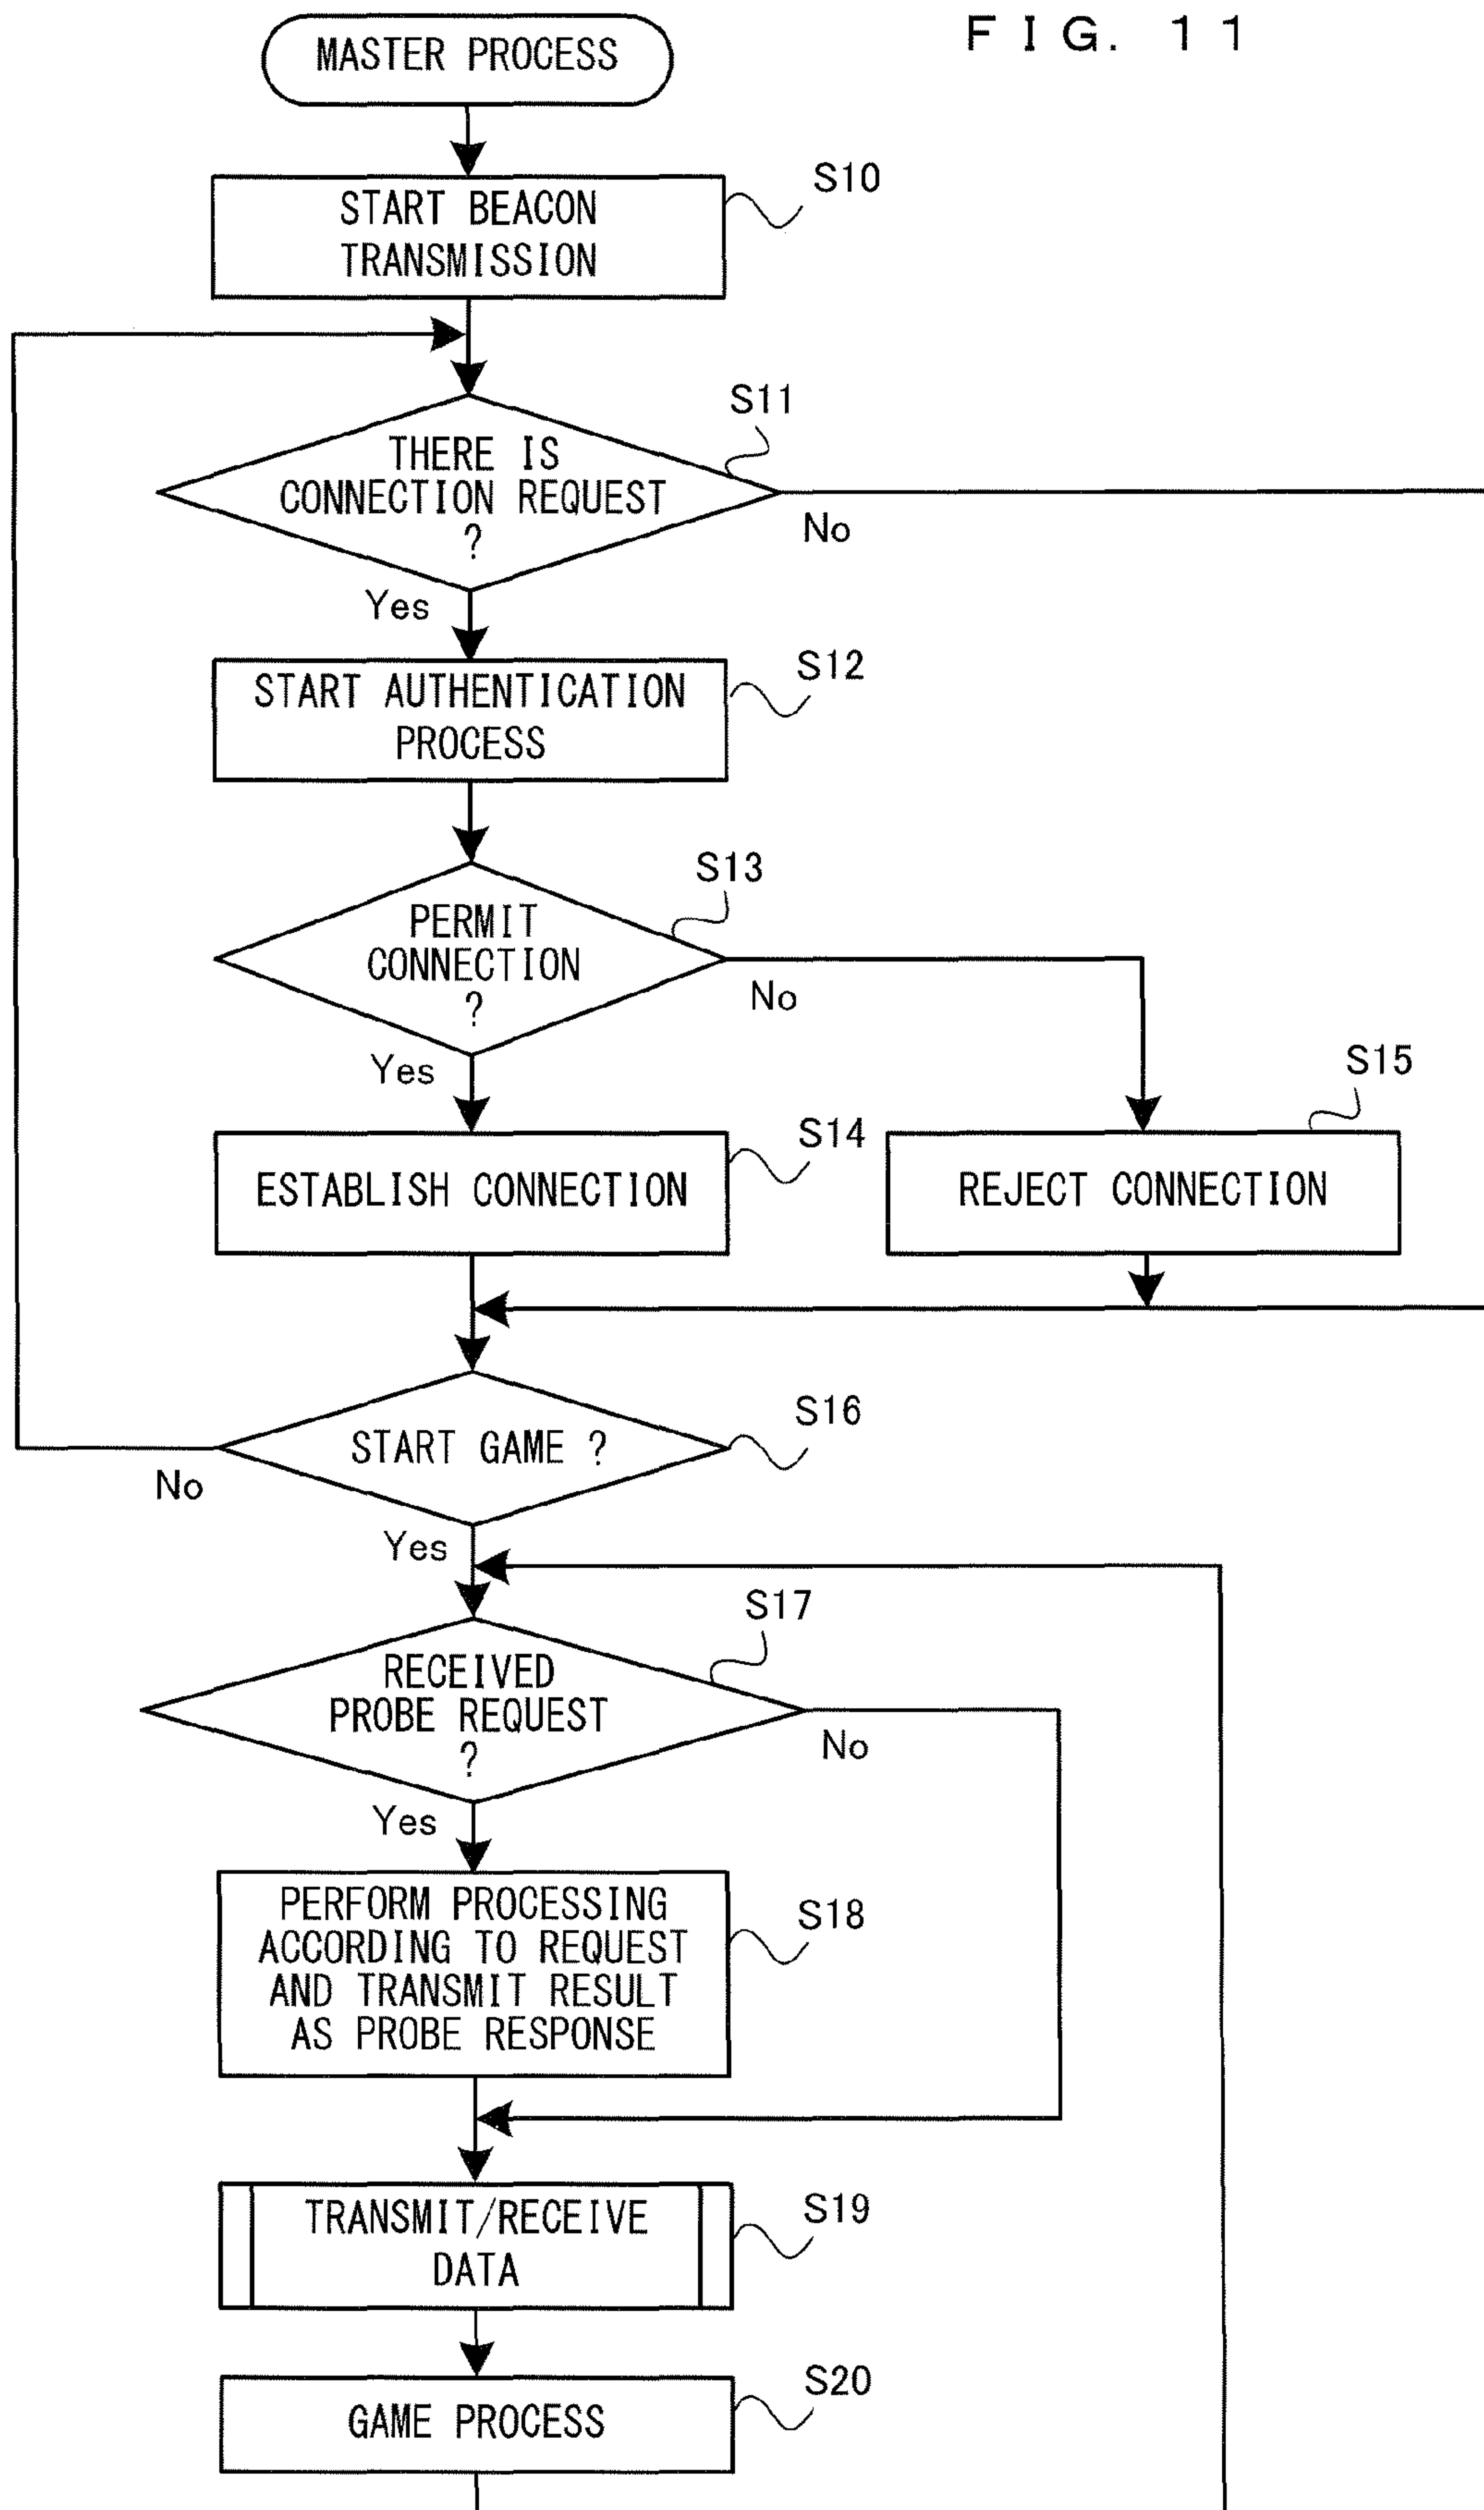 FIG. 11
MASTER PROCESS
S10
START BEACON
TRANSMISSION
S11
THERE IS
CONNECTION REQUEST
?
No
Yes
S12
START AUTHENTICATION
PROCESS
S13
PERMIT
CONNECTION
?
No
Yes
S14
ESTABLISH CONNECTION
S15
REJECT CONNECTION
S16
START GAME ?
No
Yes
S17
RECEIVED
PROBE REQUEST
?
No
Yes
S18
PERFORM PROCESSING
ACCORDING TO REQUEST
AND TRANSMIT RESULT
AS PROBE RESPONSE
S19
TRANSMIT/RECEIVE
DATA
S20
GAME PROCESS